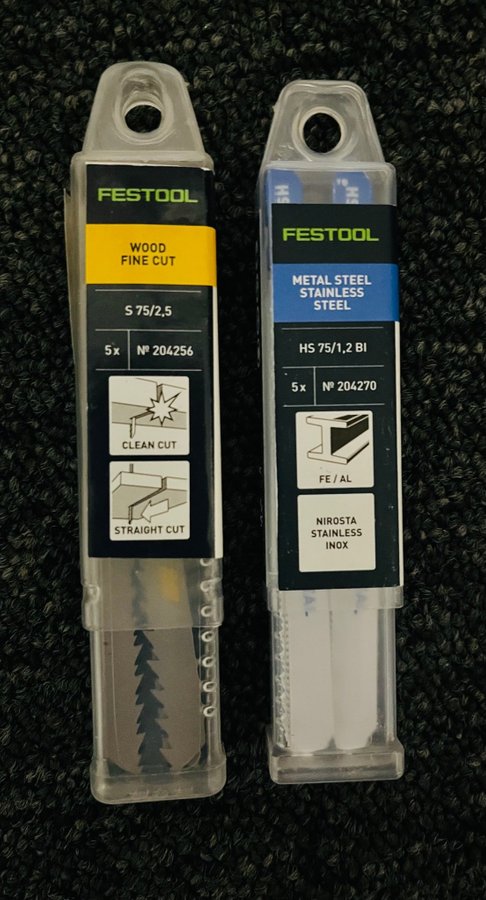 FESTOOL
WOOD
FINE CUT
S 75/2,5
5 x Nº 204256
CLEAN CUT
STRAIGHT CUT
FESTOOL
METAL STEEL
STAINLESS
STEEL
HS 75/1,2 BI
5x Nº 204270
FE / AL
NIROSTA
STAINLESS
INOX